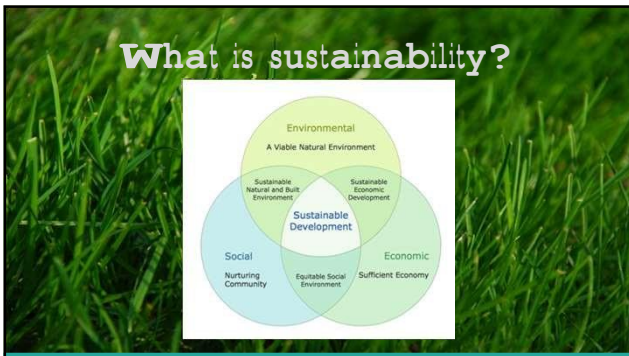 What is sustainability?
Environmental
A Viable Natural Environment
Sustainable
Natural and Built
Environment
Sustainable
Economic
Development
Sustainable
Development
Social
Nurturing
Community
Equitable Social
Environment
Economic
Sufficient Economy